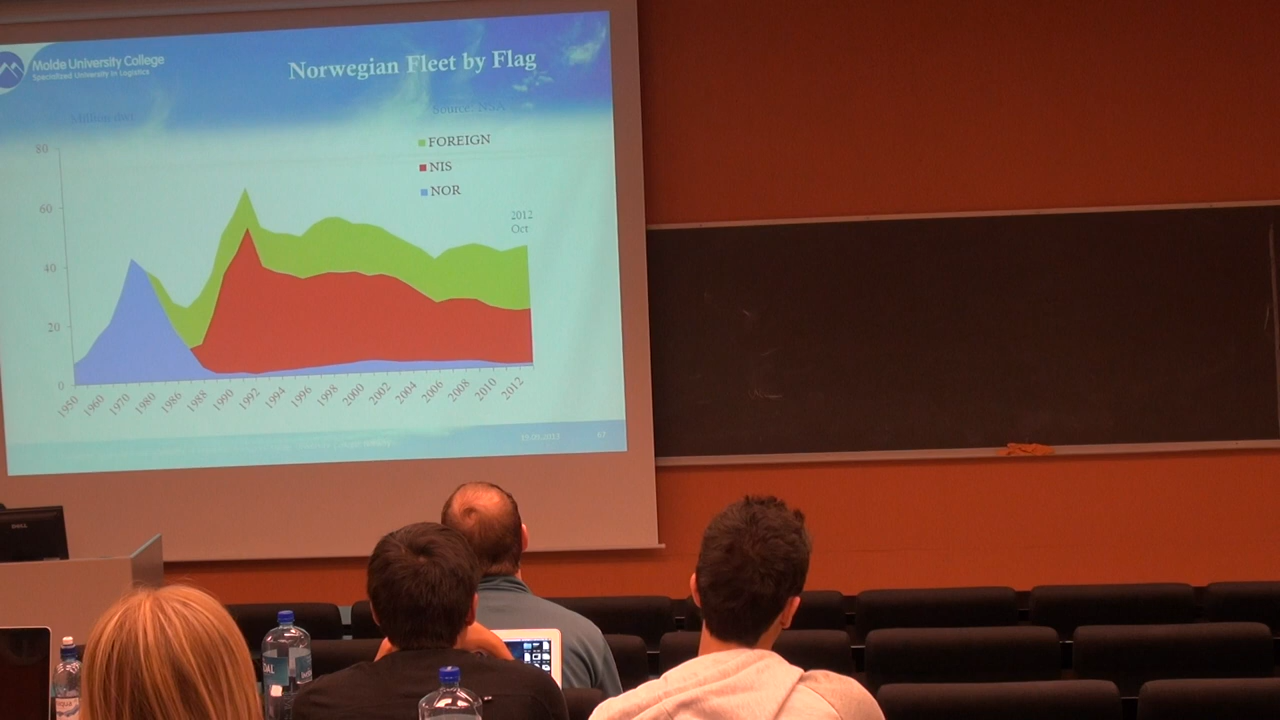 Molde University College
Specialized University in Logistics
Norwegian Fleet by Flag
Million dwt
Source: NSA
FOREIGN
NIS
NOR
2012
Oct
80
60
40
20
0
1950
1960
1970
1980
1986
1988
1990
1992
1994
1996
1998
2000
2002
2004
2006
2008
2010
2012
67
DELL